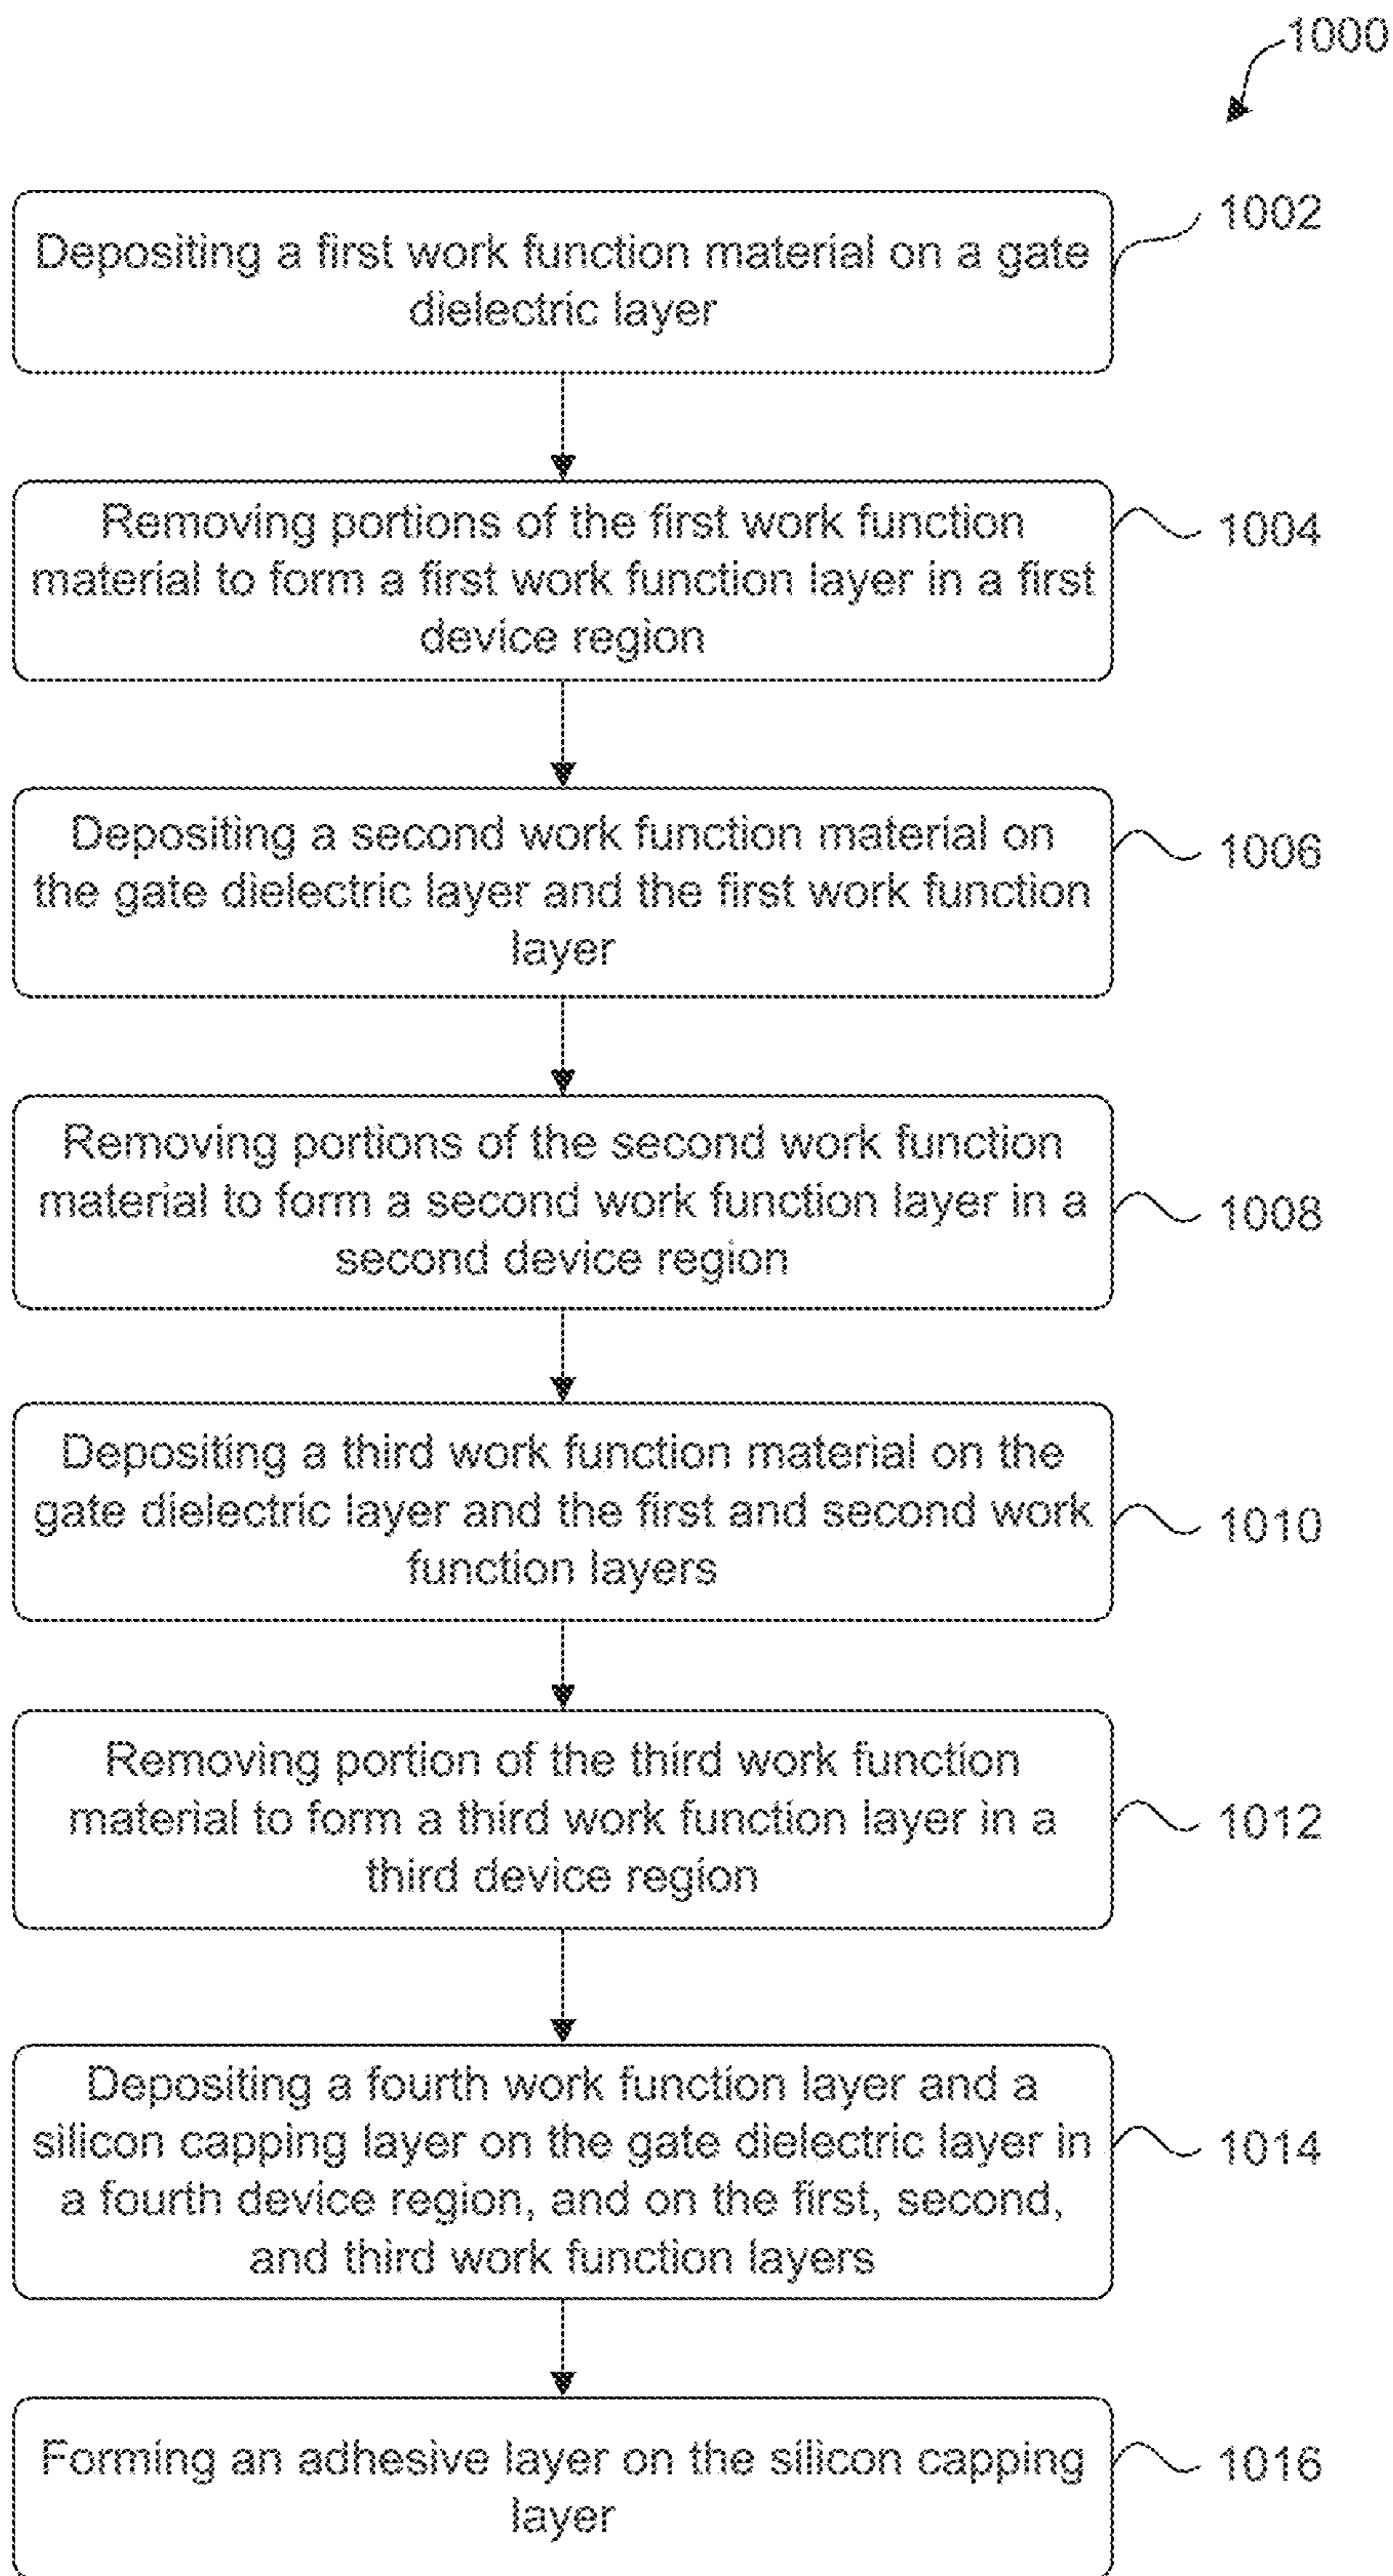 1000
Depositing a first work function material on a gate
dielectric layer
1002
Removing portions of the first work function
material to form a first work function layer in a first
device region
1004
Depositing a second work function material on
the gate dielectric layer and the first work function
layer
1006
Removing portions of the second work function
material to form a second work function layer in a
second device region
1008
Depositing a third work function material on the
gate dielectric layer and the first and second work
function layers
1010
Removing portion of the third work function
material to form a third work function layer in a
third device region
1012
Depositing a fourth work function layer and a
silicon capping layer on the gate dielectric layer in
a fourth device region, and on the first, second,
and third work function layers
1014
Forming an adhesive layer on the silicon capping
layer
1016